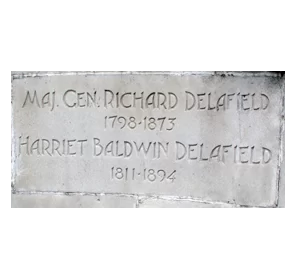 MAJ. GEN. RICHARD DELAFIELD
1798-1873
HARRIET BALDWIN DELAFIELD
1811-1894